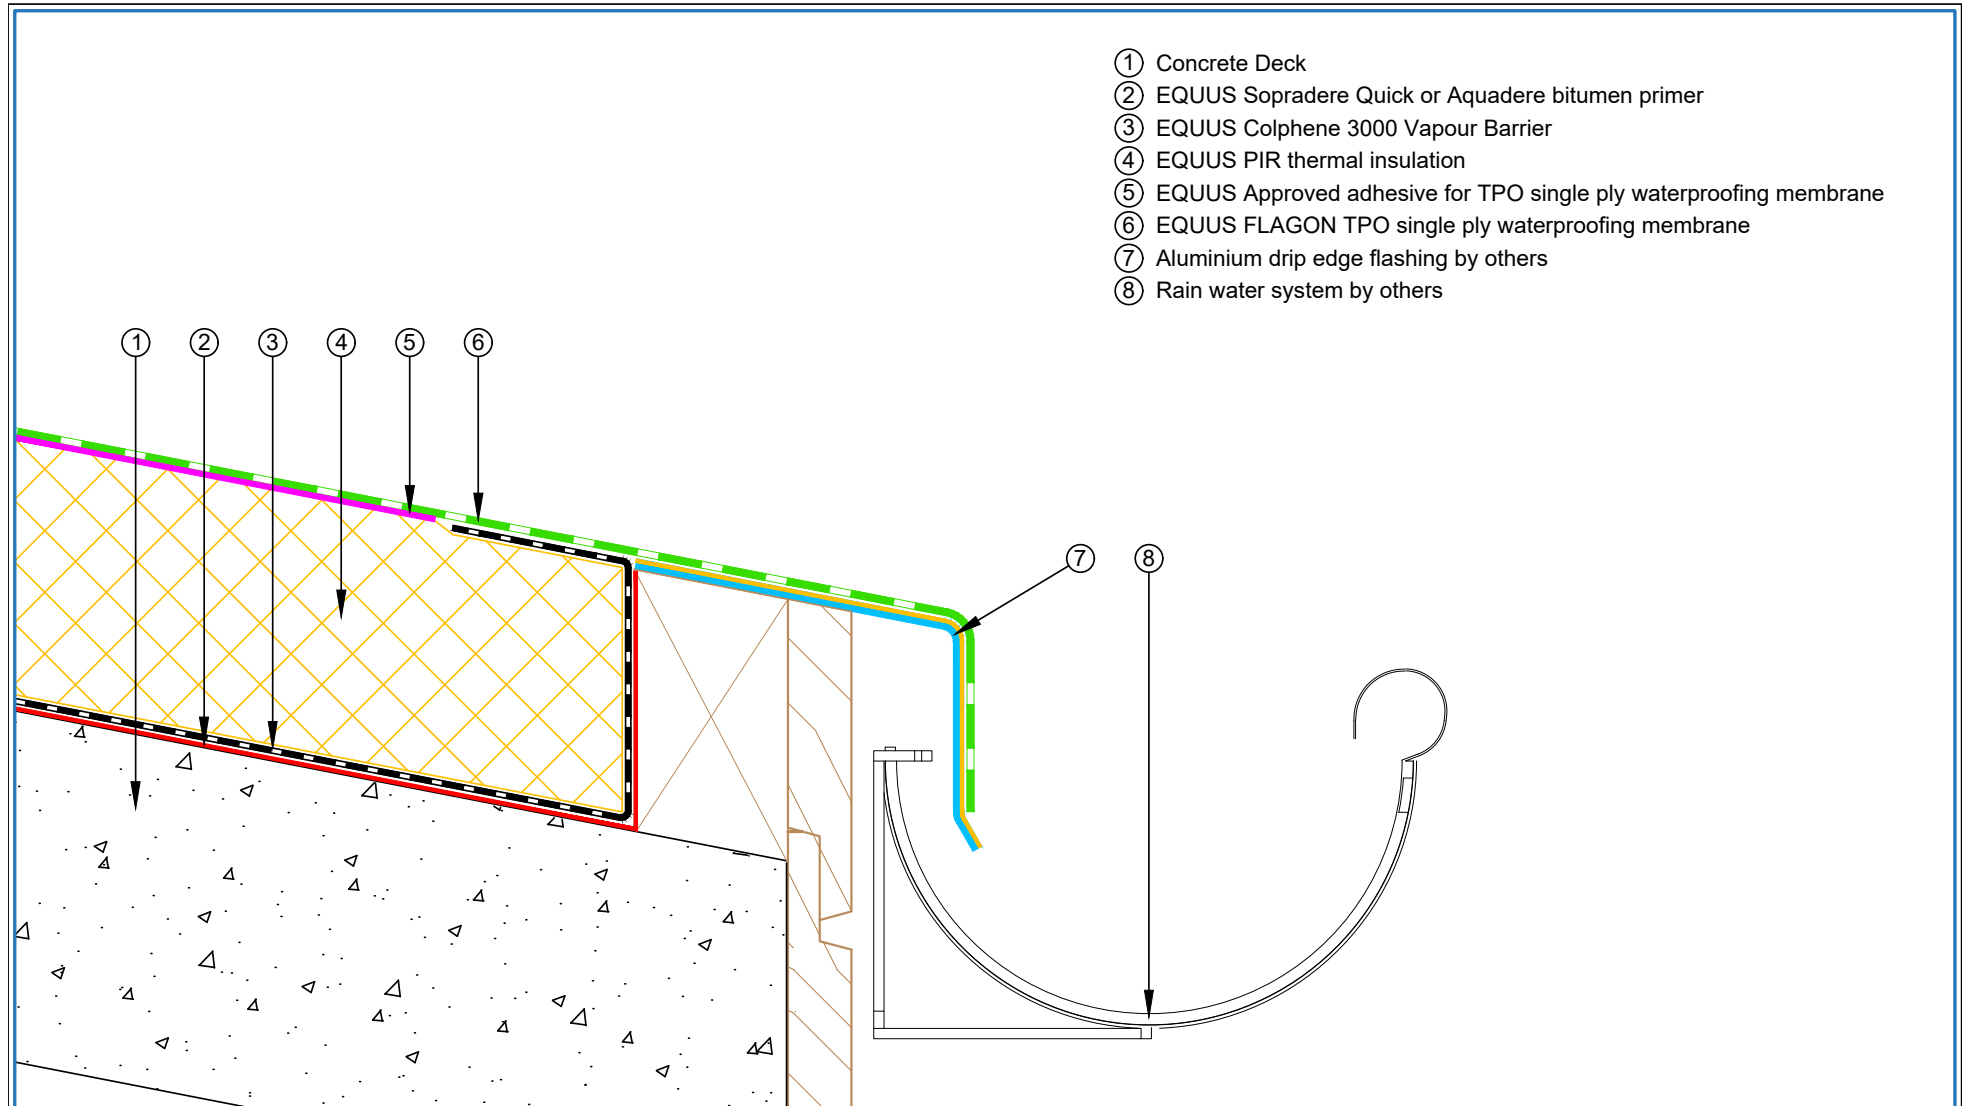 ① Concrete Deck
② EQUUS Sopradere Quick or Aquadere bitumen primer
③ EQUUS Colphene 3000 Vapour Barrier
④ EQUUS PIR thermal insulation
⑤ EQUUS Approved adhesive for TPO single ply waterproofing membrane
⑥ EQUUS FLAGON TPO single ply waterproofing membrane
⑦ Aluminium drip edge flashing by others
⑧ Rain water system by others
① ② ③ ④ ⑤ ⑥
⑦ ⑧